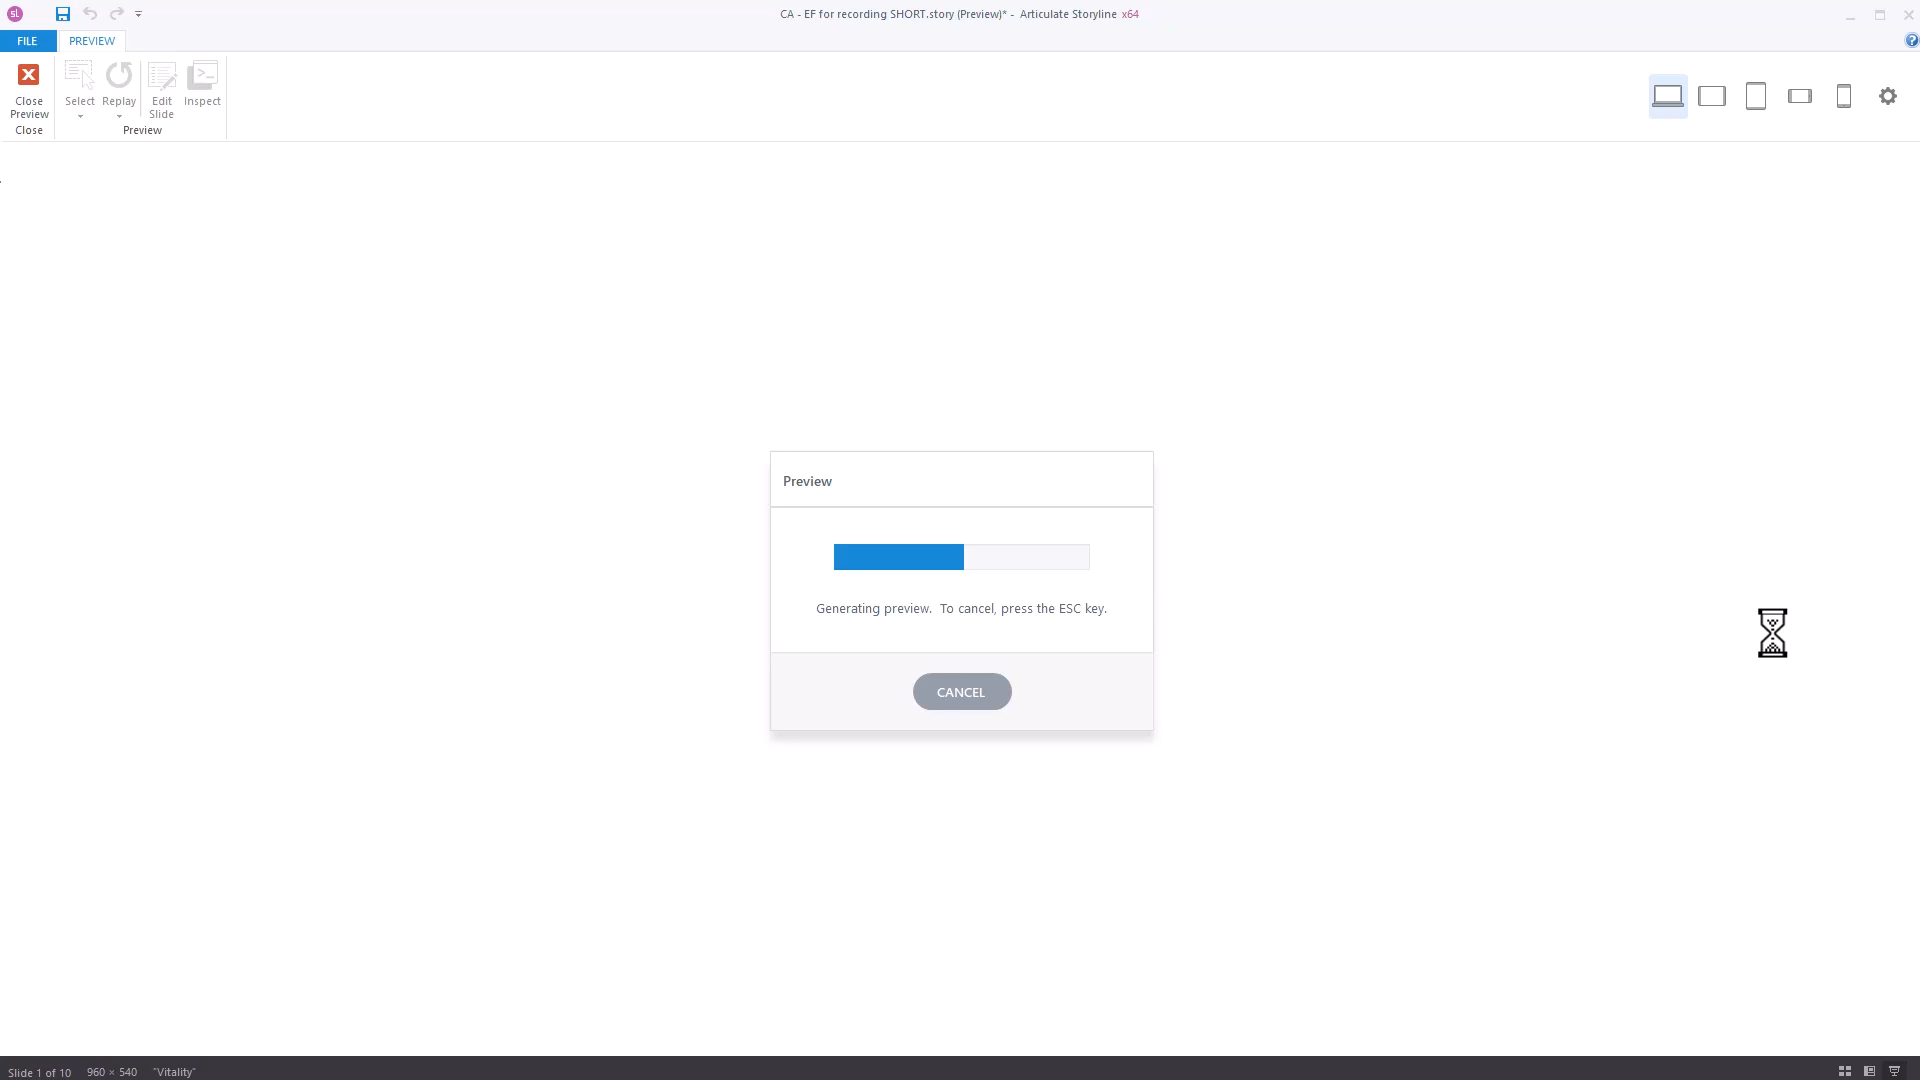 sl
CA - EF for recording SHORT.story (Preview)* - Articulate Storyline x64
FILE
PREVIEW
?
Close Preview
Select
Replay
Edit Slide
Inspect
Close
Preview
Preview
Generating preview. To cancel, press the ESC key.
CANCEL
Slide 1 of 10
960 × 540
"Vitality"